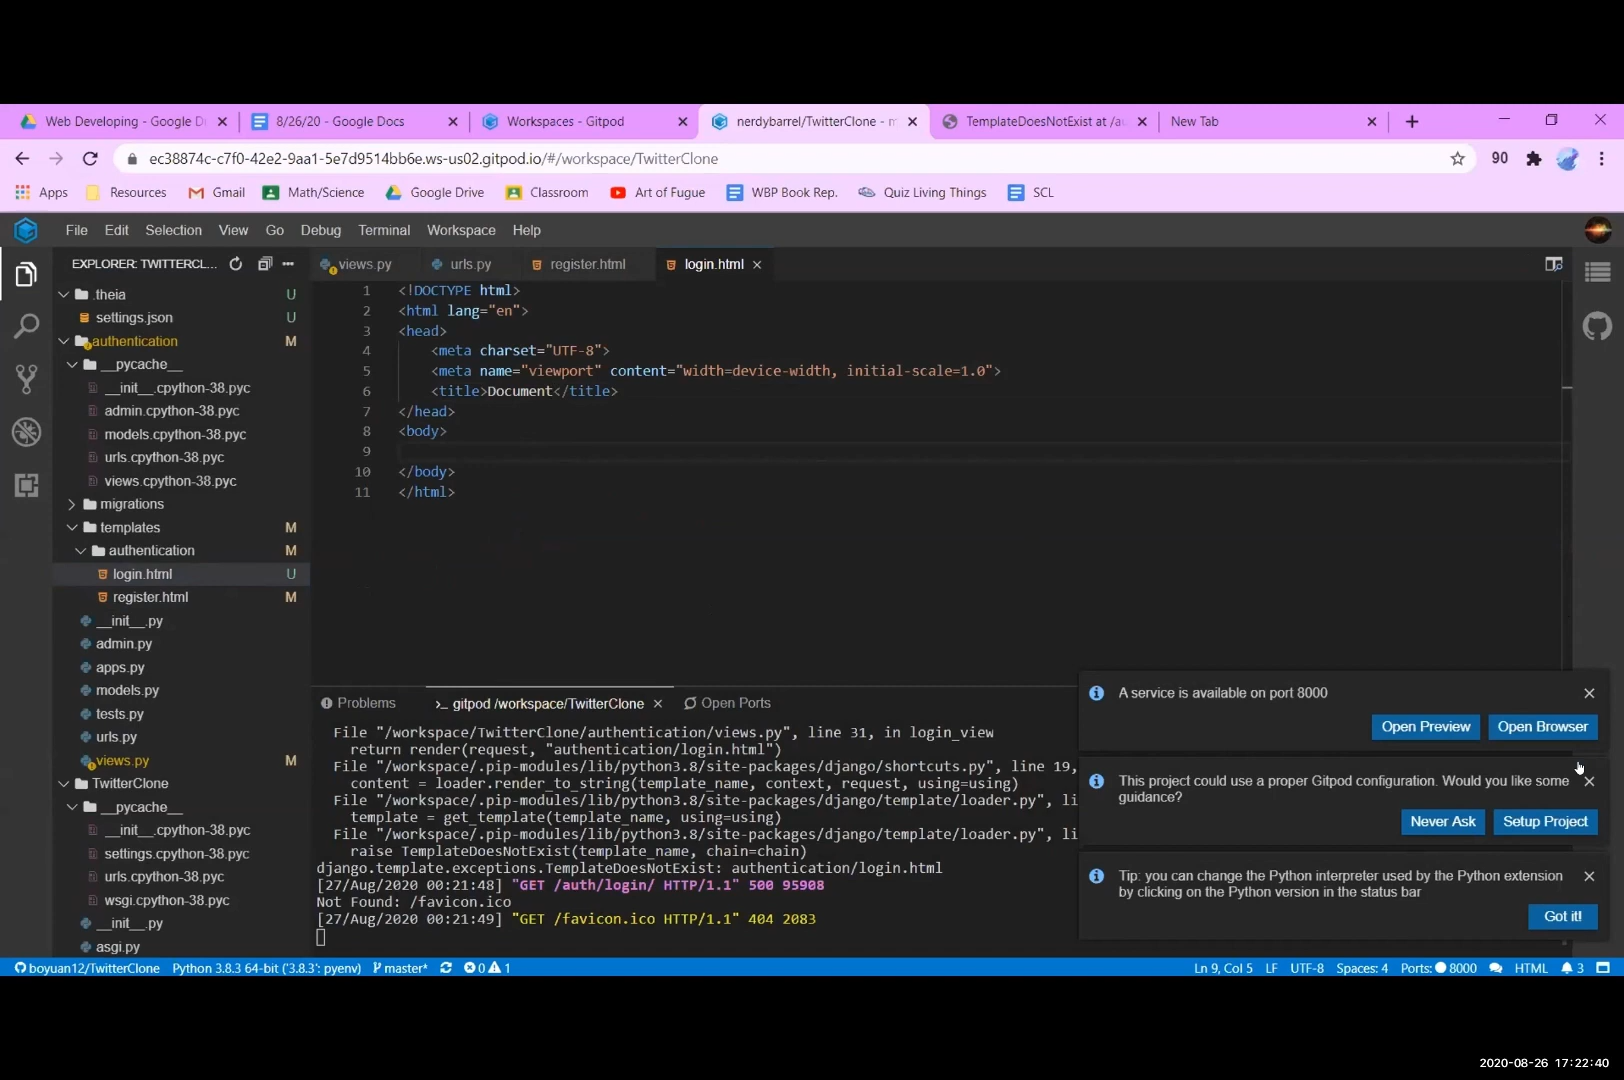 Web Developing - Google D
8/26/20 - Google Docs
Workspaces - Gitpod
nerdybarrel/TwitterClone - m
TemplateDoesNotExist at /au
New Tab
ec38874c-c7f0-42e2-9aa1-5e7d9514bb6e.ws-us02.gitpod.io/#/workspace/TwitterClone
90
Apps Resources Gmail Math/Science Google Drive Classroom Art of Fugue WBP Book Rep. Quiz Living Things SCL
File Edit Selection View Go Debug Terminal Workspace Help
EXPLORER: TWITTERCL...
.theia U
settings.json U
authentication M
__pycache__
__init__.cpython-38.pyc
admin.cpython-38.pyc
models.cpython-38.pyc
urls.cpython-38.pyc
views.cpython-38.pyc
migrations
templates M
authentication M
login.html U
register.html M
__init__.py
admin.py
apps.py
models.py
tests.py
urls.py
views.py M
TwitterClone
__pycache__
__init__.cpython-38.pyc
settings.cpython-38.pyc
urls.cpython-38.pyc
wsgi.cpython-38.pyc
__init__.py
asgi.py
views.py urls.py register.html login.html
1 <!DOCTYPE html>
2 <html lang="en">
3 <head>
4 <meta charset="UTF-8">
5 <meta name="viewport" content="width=device-width, initial-scale=1.0">
6 <title>Document</title>
7 </head>
8 <body>
9
10 </body>
11 </html>
Problems gitpod /workspace/TwitterClone Open Ports
File "/workspace/TwitterClone/authentication/views.py", line 31, in login_view
return render(request, "authentication/login.html")
File "/workspace/.pip-modules/lib/python3.8/site-packages/django/shortcuts.py", line 19,
content = loader.render_to_string(template_name, context, request, using=using)
File "/workspace/.pip-modules/lib/python3.8/site-packages/django/template/loader.py", li
template = get_template(template_name, using=using)
File "/workspace/.pip-modules/lib/python3.8/site-packages/django/template/loader.py", li
raise TemplateDoesNotExist(template_name, chain=chain)
django.template.exceptions.TemplateDoesNotExist: authentication/login.html
[27/Aug/2020 00:21:48] "GET /auth/login/ HTTP/1.1" 500 95908
Not Found: /favicon.ico
[27/Aug/2020 00:21:49] "GET /favicon.ico HTTP/1.1" 404 2083
A service is available on port 8000
Open Preview Open Browser
This project could use a proper Gitpod configuration. Would you like some
guidance?
Never Ask Setup Project
Tip: you can change the Python interpreter used by the Python extension
by clicking on the Python version in the status bar
Got it!
boyuan12/TwitterClone Python 3.8.3 64-bit ('3.8.3': pyenv) master* 0 1 Ln 9, Col 5 LF UTF-8 Spaces: 4 Ports: 8000 HTML 3
2020-08-26 17:22:40